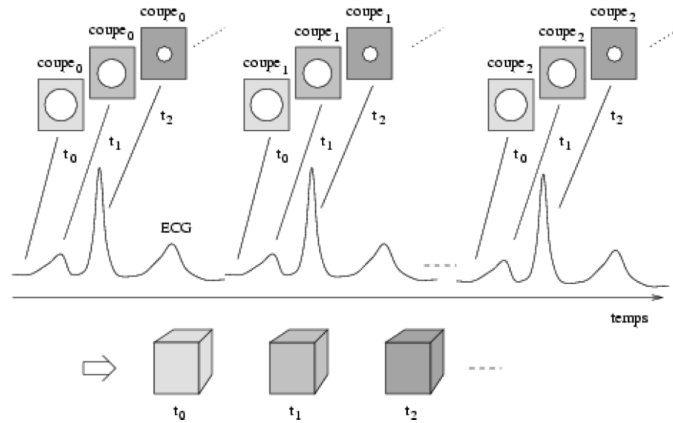 coupe₀ coupe₁ coupe₂
coupe₀ coupe₁ coupe₂
coupe₀ coupe₁ coupe₂
t₂ t₂ t₂
t₁ t₁ t₁
t₀ t₀ t₀
ECG
temps
t₀ t₁ t₂